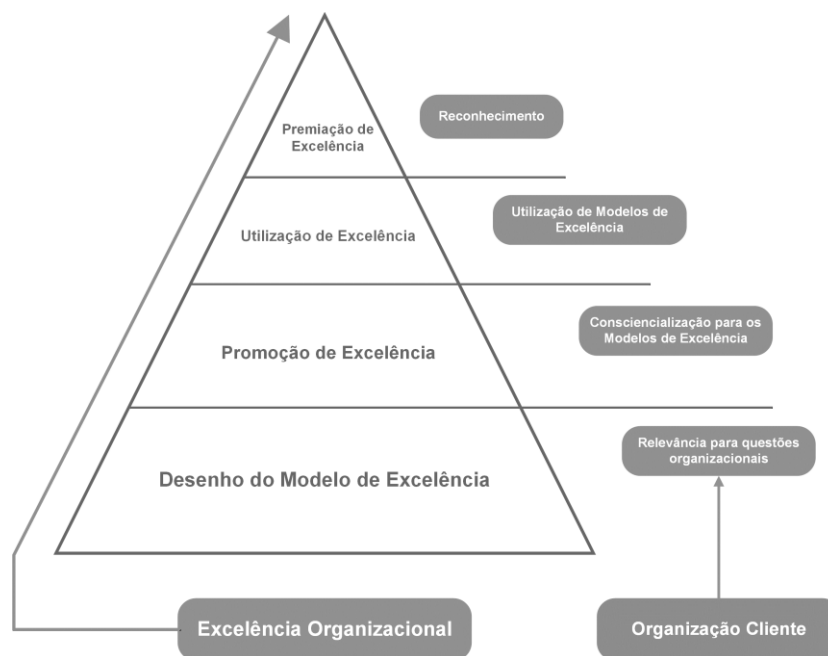 Premiação de
Excelência
Reconhecimento
Utilização de Excelência
Utilização de Modelos de
Excelência
Promoção de Excelência
Consciencialização para os
Modelos de Excelência
Desenho do Modelo de Excelência
Relevância para questões
organizacionais
Excelência Organizacional
Organização Cliente